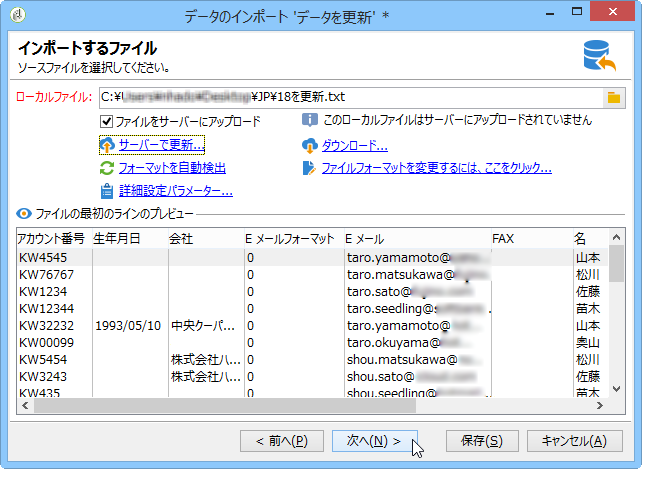 データのインポート 'データを更新' *
インポートするファイル
ソースファイルを選択してください。
ローカルファイル: C:¥ ¥JP¥18を更新.txt
ファイルをサーバーにアップロード このローカルファイルはサーバーにアップロードされていません
サーバーで更新... ダウンロード...
フォーマットを自動検出 ファイルフォーマットを変更するには、ここをクリック...
詳細設定パラメーター...
ファイルの最初のラインのプレビュー
アカウント番号 生年月日 会社 E メールフォーマット E メール FAX 名
KW4545 0 taro.yamamoto@ 山本
KW76767 0 taro.matsukawa@ 松川
KW1234 0 taro.sato@ 佐藤
KW12344 0 taro.seedling@ 苗木
KW32232 1993/05/10 中央クーパ... 0 taro.yamamoto@ 山本
KW00099 0 taro.okuyama@ 奥山
KW5454 株式会社ハ... 0 shou.matsukawa@ 松川
KW3243 株式会社ハ... 0 shou.sato@ 佐藤
KW435 0 shou.seedling@ 苗木
< 前へ(P) 次へ(N) > 保存(S) キャンセル(A)